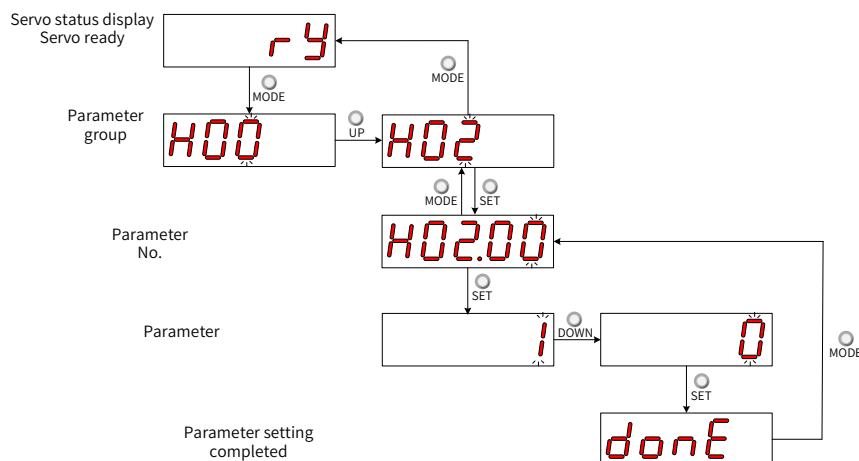 Servo status display
Servo ready
rY
MODE
MODE
Parameter
group
H00
UP
H02
MODE
SET
Parameter
No.
H02.00
SET
Parameter
1
DOWN
0
MODE
SET
Parameter setting
completed
donE